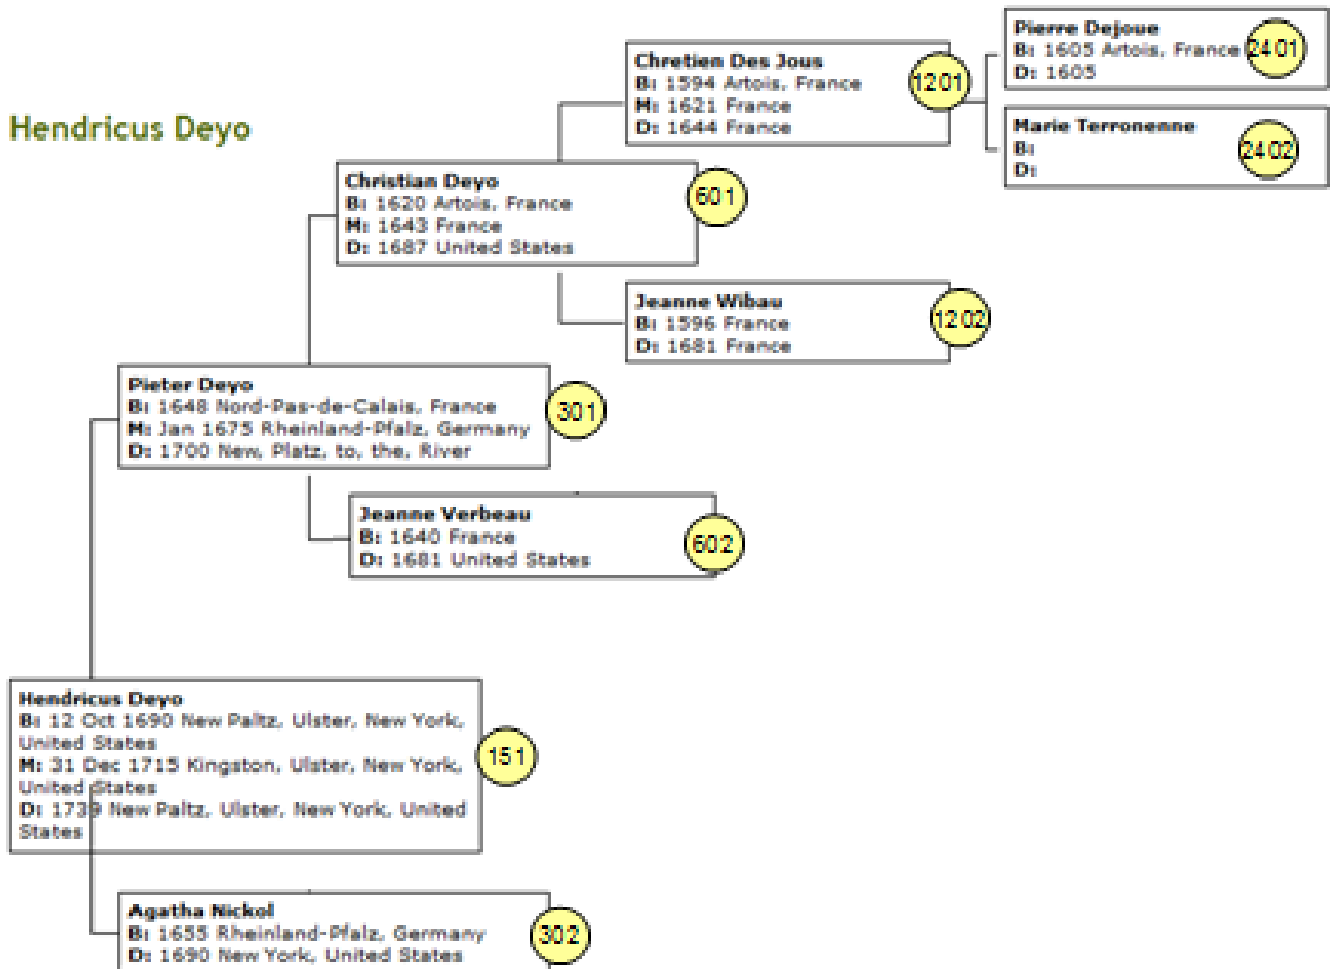 Hendricus Deyo
Pierre Dejoue
B: 1605 Artois, France
D: 1605
2401
Chretien Des Jous
B: 1594 Artois, France
M: 1621 France
D: 1644 France
1201
Marie Terronenne
B:
D:
2402
Christian Deyo
B: 1620 Artois, France
M: 1643 France
D: 1687 United States
601
Jeanne Wibau
B: 1596 France
D: 1681 France
1202
Pieter Deyo
B: 1648 Nord-Pas-de-Calais, France
M: Jan 1675 Rheinland-Pfalz, Germany
D: 1700 New, Platz, to, the, River
301
Jeanne Verbeau
B: 1640 France
D: 1681 United States
602
Hendricus Deyo
B: 12 Oct 1690 New Paltz, Ulster, New York,
United States
M: 31 Dec 1715 Kingston, Ulster, New York,
United States
D: 1739 New Paltz, Ulster, New York, United
States
151
Agatha Nickol
B: 1655 Rheinland-Pfalz, Germany
D: 1690 New York, United States
302